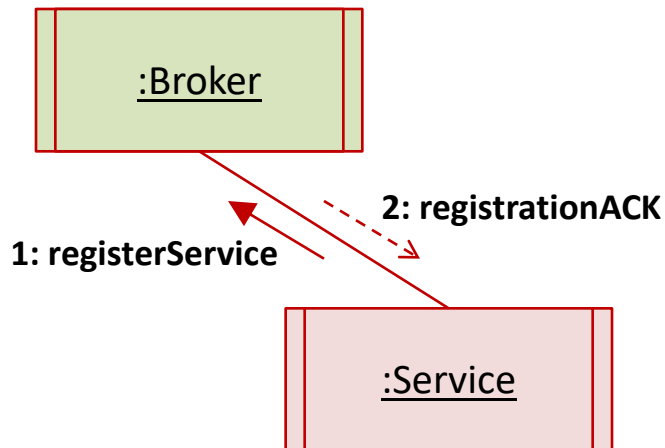 :Broker
2: registrationACK
1: registerService
:Service